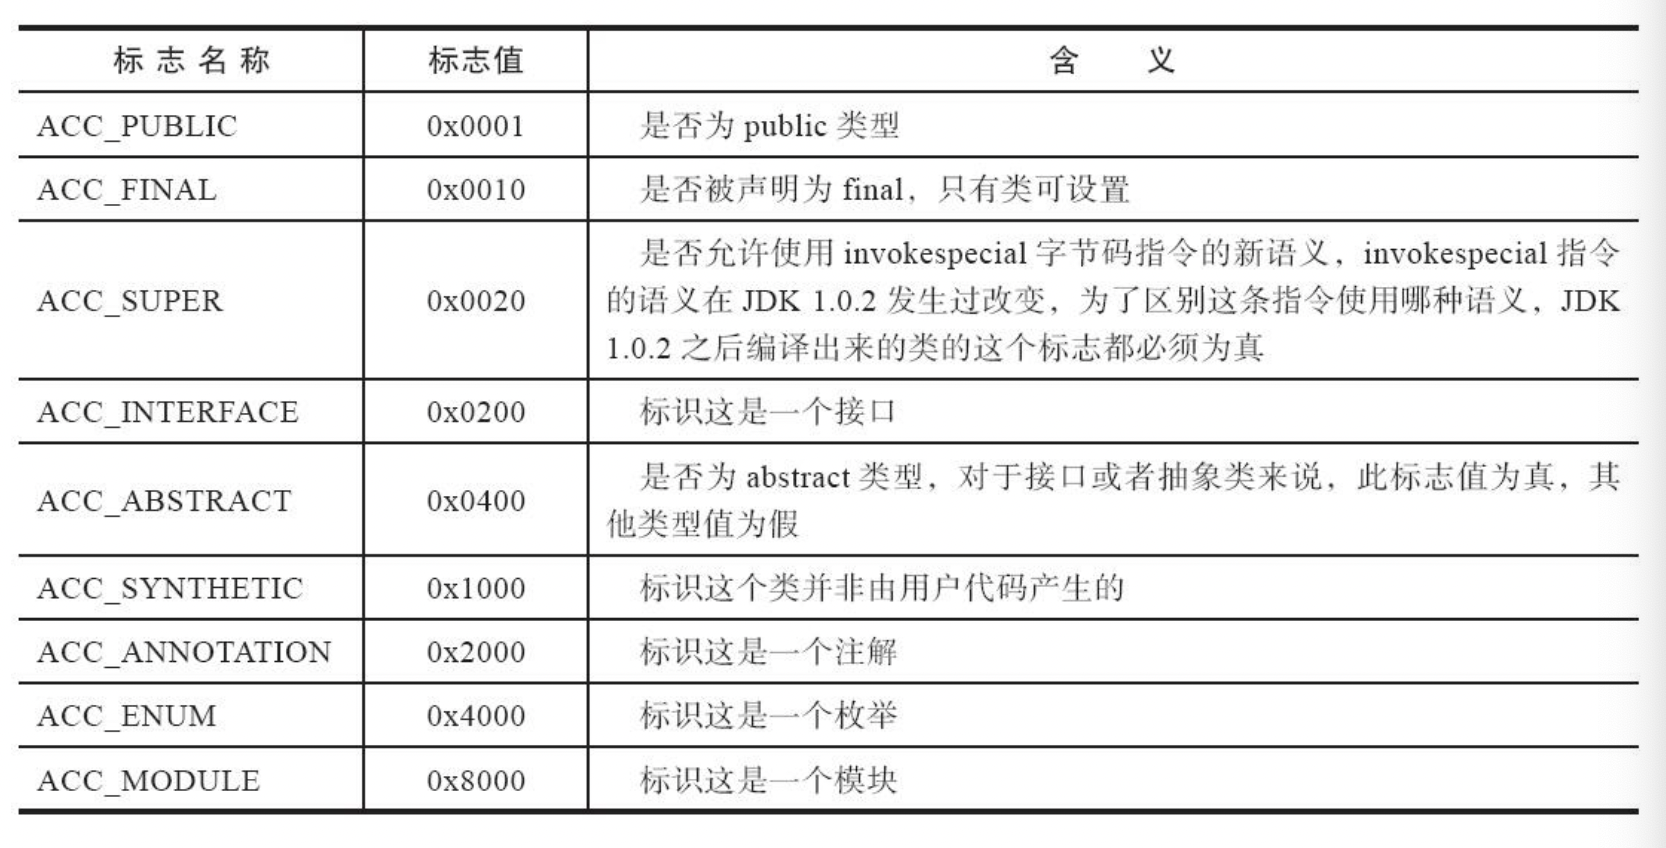 标志名称 标志值 含义
ACC_PUBLIC 0x0001 是否为 public 类型
ACC_FINAL 0x0010 是否被声明为 final，只有类可设置
ACC_SUPER 0x0020 是否允许使用 invokespecial 字节码指令的新语义，invokespecial 指令
的语义在 JDK 1.0.2 发生过改变，为了区别这条指令使用哪种语义，JDK
1.0.2 之后编译出来的类的这个标志都必须为真
ACC_INTERFACE 0x0200 标识这是一个接口
ACC_ABSTRACT 0x0400 是否为 abstract 类型，对于接口或者抽象类来说，此标志值为真，其
他类型值为假
ACC_SYNTHETIC 0x1000 标识这个类并非由用户代码产生的
ACC_ANNOTATION 0x2000 标识这是一个注解
ACC_ENUM 0x4000 标识这是一个枚举
ACC_MODULE 0x8000 标识这是一个模块